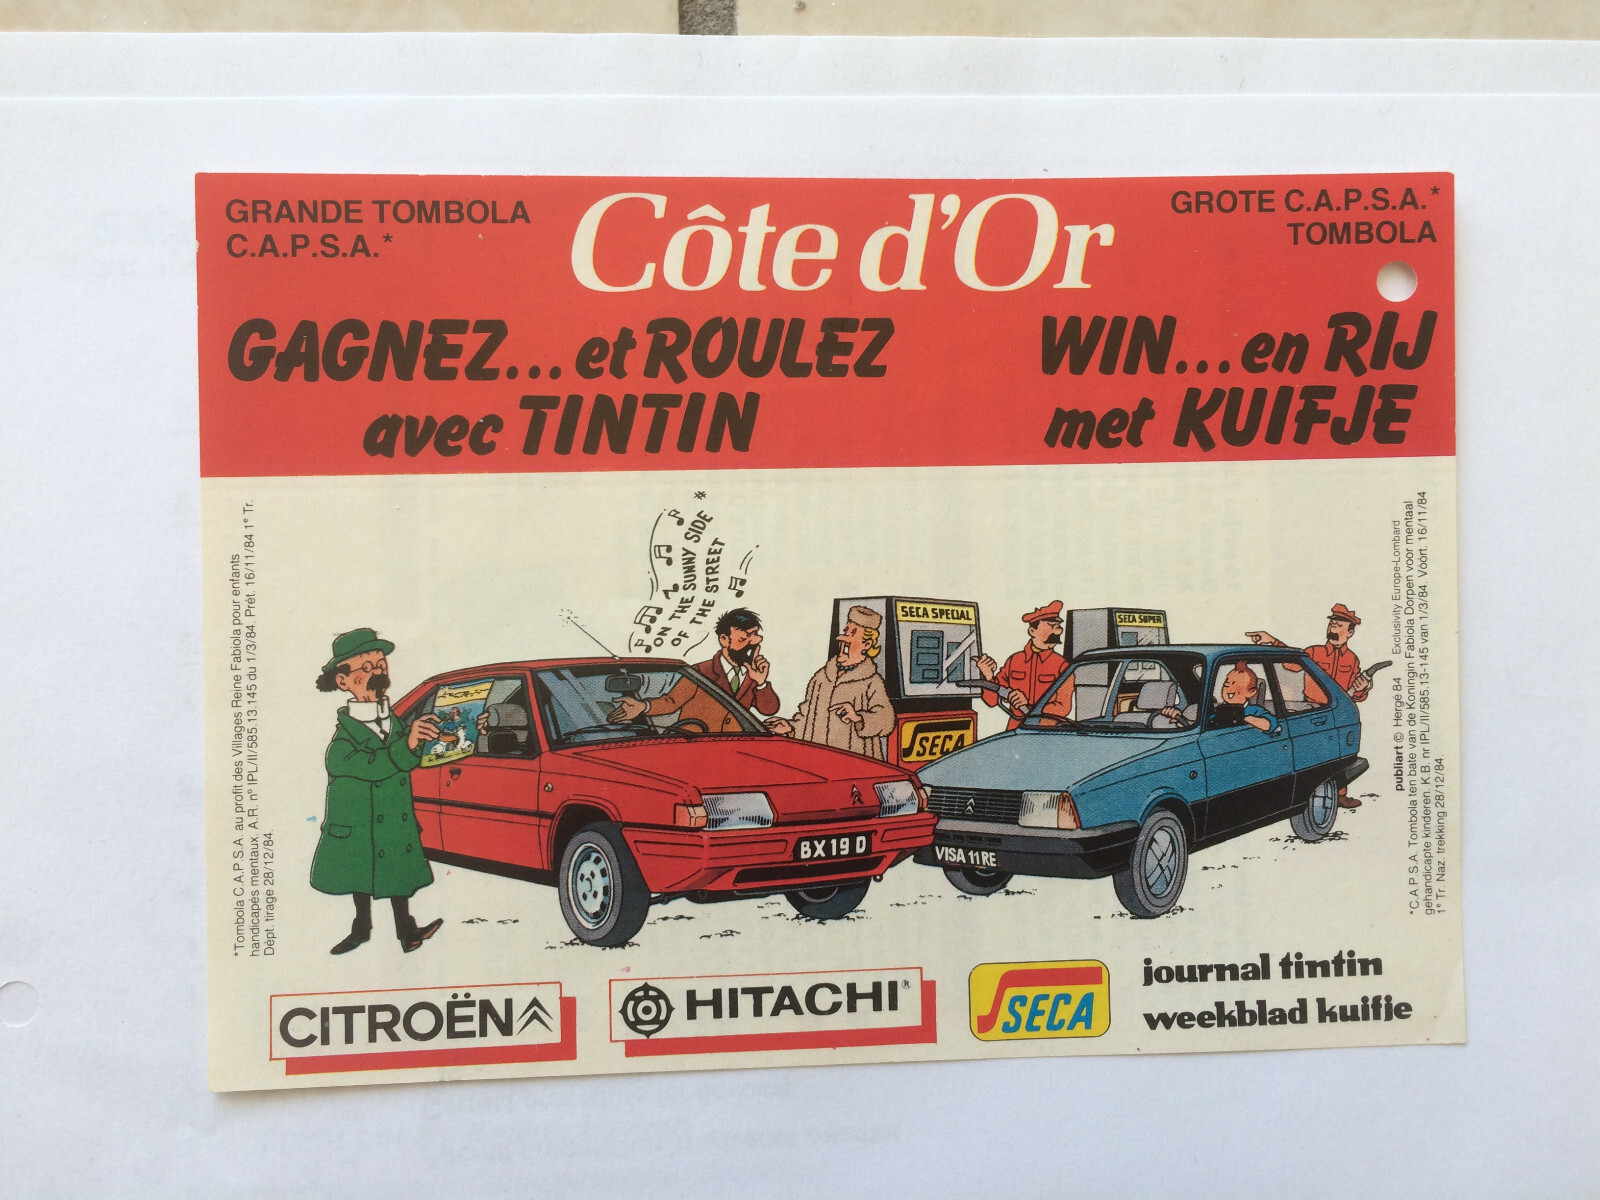 GRANDE TOMBOLA
C.A.P.S.A.*
Côte d'Or
GROTE C.A.P.S.A.*
TOMBOLA
GAGNEZ... et ROULEZ
avec TINTIN
WIN... en RIJ
met KUIFJE
*Tombola C.A.P.S.A. au profit des Villages Reine Fabiola pour enfants
handicapés mentaux. A.R. n° IPL/II/585.13.145 du 1/3/84. Prét. 16/11/84 1e Tr.
Dépt. tirage 28/12/84.
ON THE SUNNY SIDE *
OF THE STREET
SECA SPECIAL
SECA SUPER
SECA
BX 19 D
VISA 11 RE
publiart © Hergé 84 Exclusivity Europe-Lombard
*C.A.P.S.A. Tombola ten bate van de Koningin Fabiola Dorpen voor mentaal
gehandicapte kinderen. K.B. nr IPL/II/585.13-145 van 1/3/84. Vóórt. 16/11/84
1e Tr. Naz. trekking 28/12/84.
CITROËN
HITACHI®
SECA
journal tintin
weekblad kuifje